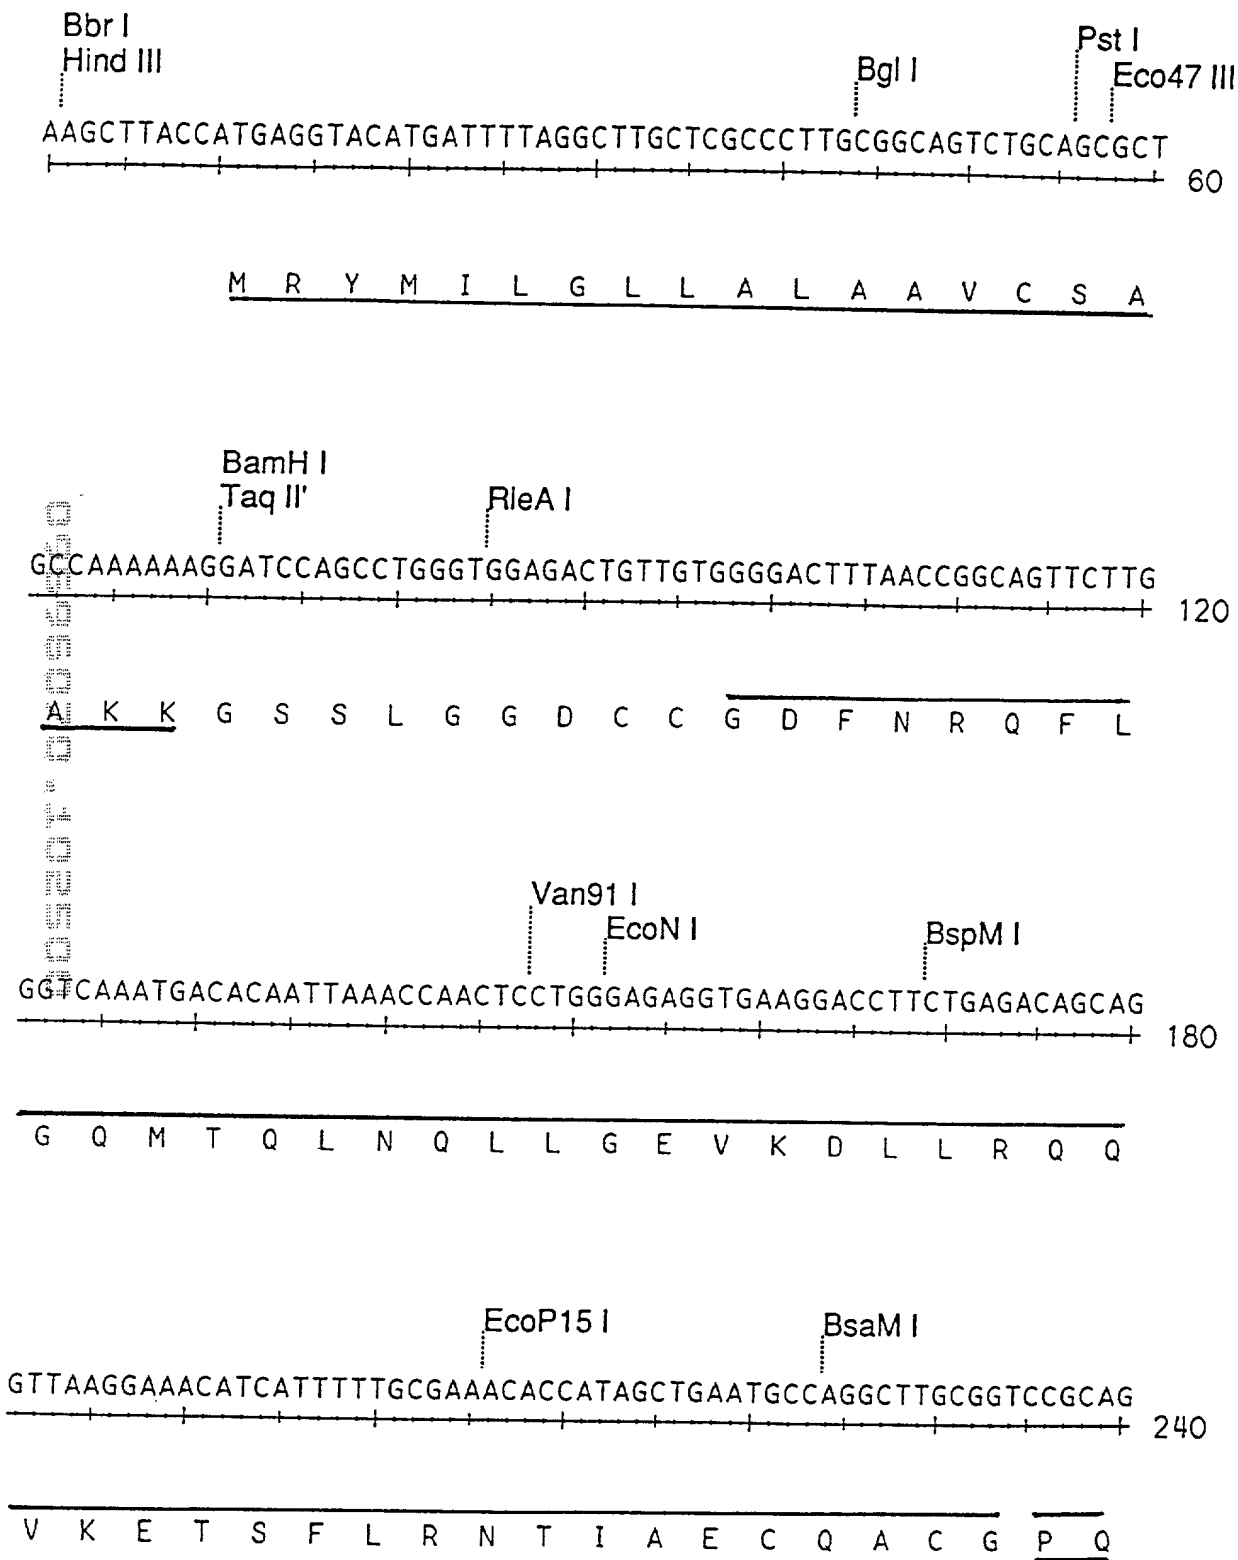 Bbr I
Hind III
Bgl I
Pst I
Eco47 III
AAGCTTACCATGAGGTACATGATTTTAGGCTTGCTCGCCCTTGCGGCAGTCTGCAGCGCT
60
M R Y M I L G L L A L A A V C S A
BamH I
Taq II'
RleA I
GCCAAAAAAGGATCCAGCCTGGGTGGAGACTGTTGTGGGGACTTTAACCGGCAGTTCTTG
120
A K K G S S L G G D C C G D F N R Q F L
Van91 I
EcoN I
BspM I
GGTCAAATGACACAATTAAACCAACTCCTGGGAGAGGTGAAGGACCTTCTGAGACAGCAG
180
G Q M T Q L N Q L L G E V K D L L R Q Q
EcoP15 I
BsaM I
GTTAAGGAAACATCATTTTTGCGAAACACCATAGCTGAATGCCAGGCTTGCGGTCCGCAG
240
V K E T S F L R N T I A E C Q A C G P Q